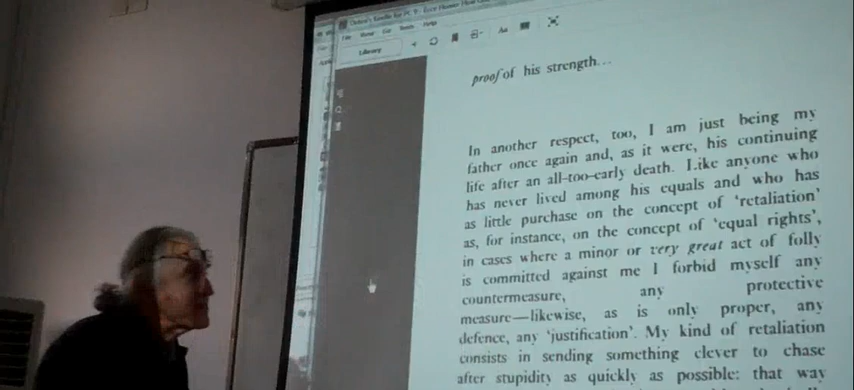 Library
Aa
proof of his strength...
In another respect, too, I am just being my
father once again and, as it were, his continuing
life after an all-too-early death. Like anyone who
has never lived among his equals and who has
as little purchase on the concept of 'retaliation'
as, for instance, on the concept of 'equal rights',
in cases where a minor or very great act of folly
is committed against me I forbid myself any
countermeasure, any protective
measure—likewise, as is only proper, any
defence, any 'justification'. My kind of retaliation
consists in sending something clever to chase
after stupidity as quickly as possible: that way